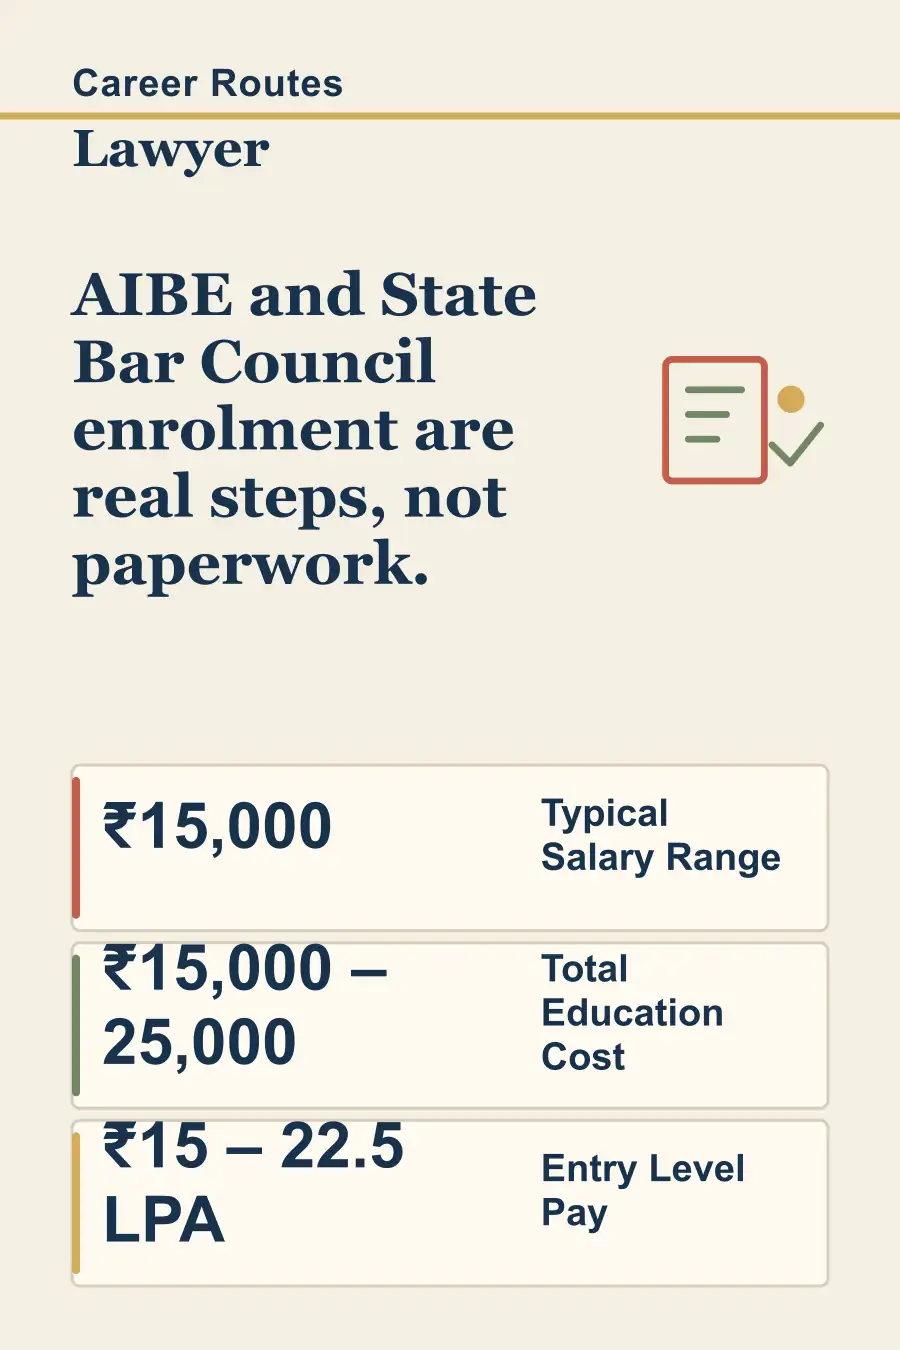 Career Routes
Lawyer
AIBE and State
Bar Council
enrolment are
real steps, not
paperwork.
₹15,000
Typical
Salary Range
₹15,000 –
25,000
Total
Education
Cost
₹15 – 22.5
LPA
Entry Level
Pay